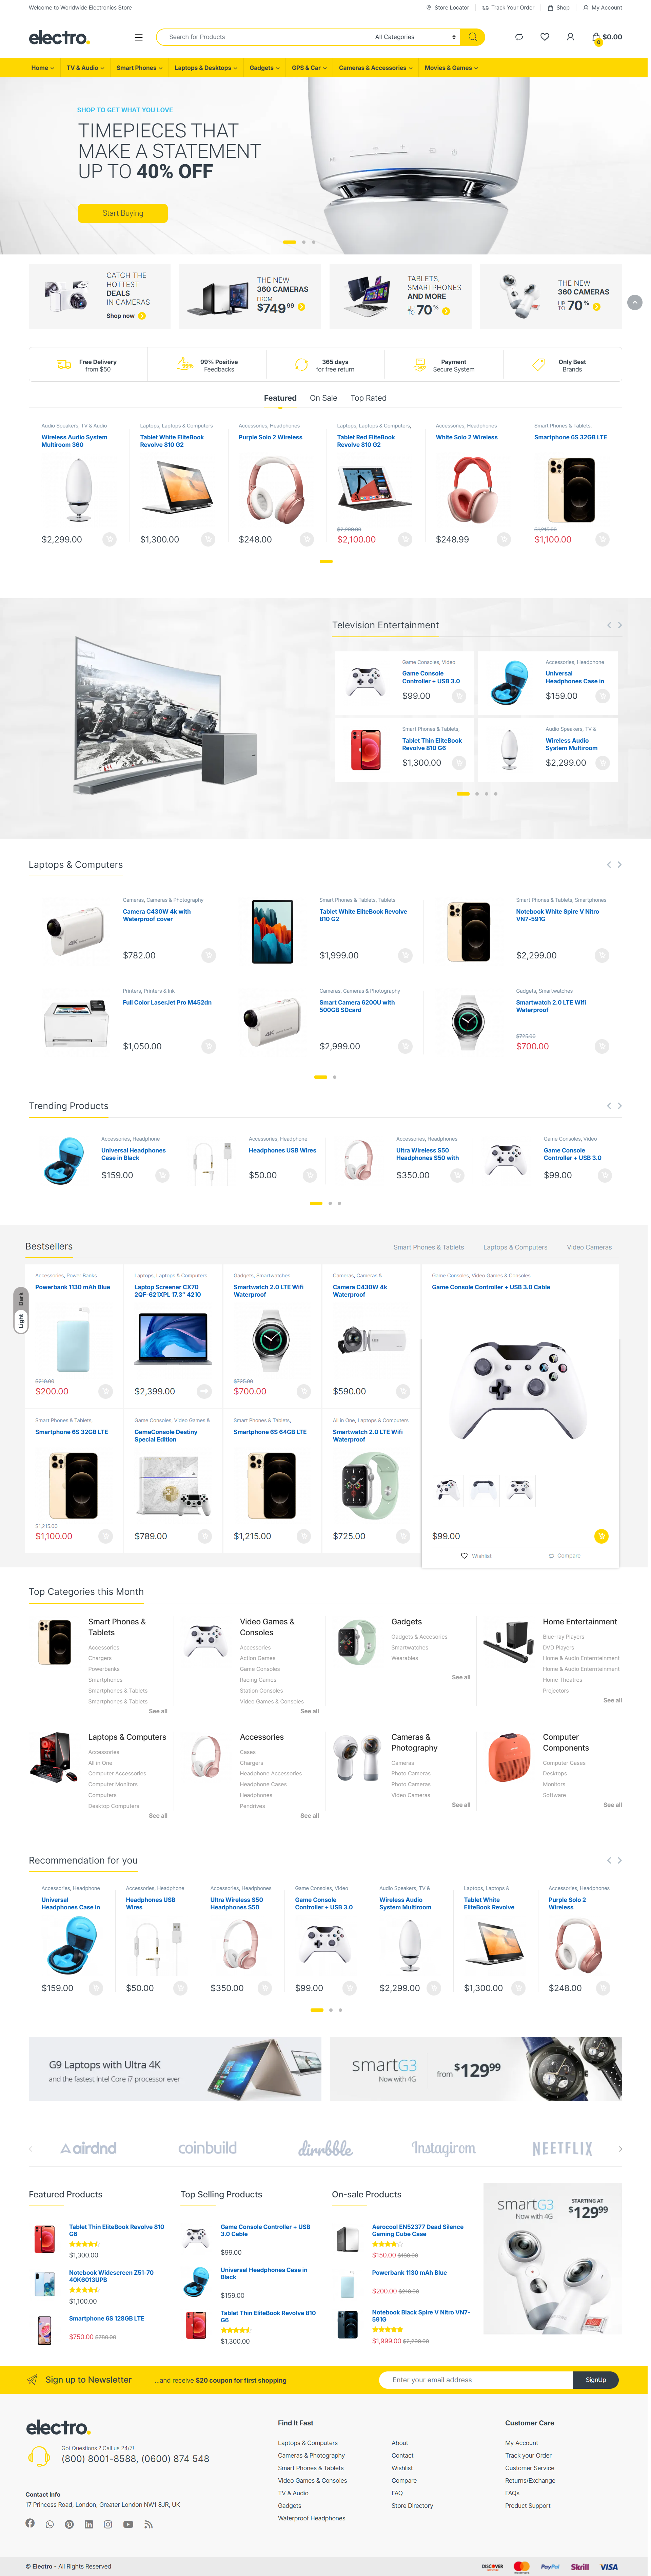 Welcome to Worldwide Electronics Store
Store Locator
Track Your Order
Shop
My Account
electro.
Search for Products
All Categories
0
$0.00
Home
TV & Audio
Smart Phones
Laptops & Desktops
Gadgets
GPS & Car
Cameras & Accessories
Movies & Games
SHOP TO GET WHAT YOU LOVE
TIMEPIECES THAT
MAKE A STATEMENT
UP TO 40% OFF
Start Buying
CATCH THE
HOTTEST
DEALS
IN CAMERAS
Shop now
THE NEW
360 CAMERAS
FROM
$749 99
TABLETS,
SMARTPHONES
AND MORE
UP TO 70%
THE NEW
360 CAMERAS
UP TO 70%
Free Delivery
from $50
99% Positive
Feedbacks
365 days
for free return
Payment
Secure System
Only Best
Brands
Featured
On Sale
Top Rated
Audio Speakers, TV & Audio
Wireless Audio System
Multiroom 360
$2,299.00
Laptops, Laptops & Computers
Tablet White EliteBook
Revolve 810 G2
$1,300.00
Accessories, Headphones
Purple Solo 2 Wireless
$248.00
Laptops, Laptops & Computers,
Tablet Red EliteBook
Revolve 810 G2
$2,299.00
$2,100.00
Accessories, Headphones
White Solo 2 Wireless
$248.99
Smart Phones & Tablets,
Smartphone 6S 32GB LTE
$1,215.00
$1,100.00
Television Entertainment
Game Consoles, Video
Game Console
Controller + USB 3.0
$99.00
Accessories, Headphone
Universal
Headphones Case in
$159.00
Smart Phones & Tablets,
Tablet Thin EliteBook
Revolve 810 G6
$1,300.00
Audio Speakers, TV &
Wireless Audio
System Multiroom
$2,299.00
Laptops & Computers
Cameras, Cameras & Photography
Camera C430W 4k with
Waterproof cover
$782.00
Smart Phones & Tablets, Tablets
Tablet White EliteBook Revolve
810 G2
$1,999.00
Smart Phones & Tablets, Smartphones
Notebook White Spire V Nitro
VN7-591G
$2,299.00
Printers, Printers & Ink
Full Color LaserJet Pro M452dn
$1,050.00
Cameras, Cameras & Photography
Smart Camera 6200U with
500GB SDcard
$2,999.00
Gadgets, Smartwatches
Smartwatch 2.0 LTE Wifi
Waterproof
$725.00
$700.00
Trending Products
Accessories, Headphone
Universal Headphones
Case in Black
$159.00
Accessories, Headphone
Headphones USB Wires
$50.00
Accessories, Headphones
Ultra Wireless S50
Headphones S50 with
$350.00
Game Consoles, Video
Game Console
Controller + USB 3.0
$99.00
Bestsellers
Smart Phones & Tablets
Laptops & Computers
Video Cameras
Dark
Light
Accessories, Power Banks
Powerbank 1130 mAh Blue
$210.00
$200.00
Laptops, Laptops & Computers
Laptop Screener CX70
2QF-621XPL 17.3" 4210
$2,399.00
Gadgets, Smartwatches
Smartwatch 2.0 LTE Wifi
Waterproof
$725.00
$700.00
Cameras, Cameras &
Camera C430W 4k
Waterproof
$590.00
Game Consoles, Video Games & Consoles
Game Console Controller + USB 3.0 Cable
$99.00
Wishlist
Compare
Smart Phones & Tablets,
Smartphone 6S 32GB LTE
$1,215.00
$1,100.00
Game Consoles, Video Games &
GameConsole Destiny
Special Edition
$789.00
Smart Phones & Tablets,
Smartphone 6S 64GB LTE
$1,215.00
All in One, Laptops & Computers
Smartwatch 2.0 LTE Wifi
Waterproof
$725.00
Top Categories this Month
Smart Phones &
Tablets
Accessories
Chargers
Powerbanks
Smartphones
Smartphones & Tablets
Smartphones & Tablets
See all
Video Games &
Consoles
Accessories
Action Games
Game Consoles
Racing Games
Station Consoles
Video Games & Consoles
See all
Gadgets
Gadgets & Accesories
Smartwatches
Wearables
See all
Home Entertainment
Blue-ray Players
DVD Players
Home & Audio Enternteinment
Home & Audio Enternteinment
Home Theatres
Projectors
See all
Laptops & Computers
Accessories
All in One
Computer Accessories
Computer Monitors
Computers
Desktop Computers
See all
Accessories
Cases
Chargers
Headphone Accessories
Headphone Cases
Headphones
Pendrives
See all
Cameras &
Photography
Cameras
Photo Cameras
Photo Cameras
Video Cameras
See all
Computer
Components
Computer Cases
Desktops
Monitors
Software
See all
Recommendation for you
Accessories, Headphone
Universal
Headphones Case in
$159.00
Accessories, Headphone
Headphones USB
Wires
$50.00
Accessories, Headphones
Ultra Wireless S50
Headphones S50
$350.00
Game Consoles, Video
Game Console
Controller + USB 3.0
$99.00
Audio Speakers, TV &
Wireless Audio
System Multiroom
$2,299.00
Laptops, Laptops &
Tablet White
EliteBook Revolve
$1,300.00
Accessories, Headphones
Purple Solo 2
Wireless
$248.00
G9 Laptops with Ultra 4K
and the fastest Intel Core i7 processor ever
smartG3
Now with 4G
from $129 99
airdnd
coinbuild
dirrbble
Instagirom
NEETFLIX
Featured Products
Tablet Thin EliteBook Revolve 810
G6
$1,300.00
Notebook Widescreen Z51-70
40K6013UPB
$1,100.00
Smartphone 6S 128GB LTE
$750.00 $780.00
Top Selling Products
Game Console Controller + USB
3.0 Cable
$99.00
Universal Headphones Case in
Black
$159.00
Tablet Thin EliteBook Revolve 810
G6
$1,300.00
On-sale Products
Aerocool EN52377 Dead Silence
Gaming Cube Case
$150.00 $180.00
Powerbank 1130 mAh Blue
$200.00 $210.00
Notebook Black Spire V Nitro VN7-
591G
$1,999.00 $2,299.00
smartG3
Now with 4G
STARTING AT
$129 99
Sign up to Newsletter
...and receive $20 coupon for first shopping
Enter your email address
SignUp
electro.
Got Questions ? Call us 24/7!
(800) 8001-8588, (0600) 874 548
Contact Info
17 Princess Road, London, Greater London NW1 8JR, UK
Find It Fast
Laptops & Computers
Cameras & Photography
Smart Phones & Tablets
Video Games & Consoles
TV & Audio
Gadgets
Waterproof Headphones
About
Contact
Wishlist
Compare
FAQ
Store Directory
Customer Care
My Account
Track your Order
Customer Service
Returns/Exchange
FAQs
Product Support
© Electro - All Rights Reserved
DISCOVER
mastercard
PayPal
Skrill
VISA